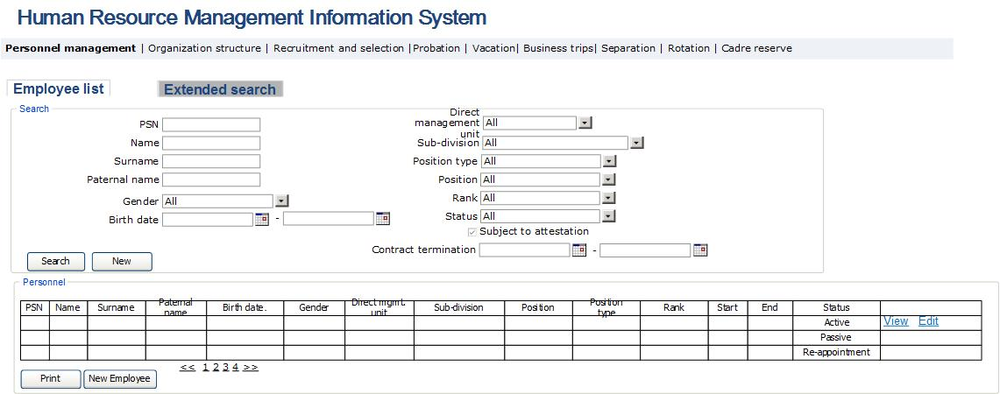 Human Resource Management Information System
Personnel management | Organization structure | Recruitment and selection |Probation | Vacation| Business trips| Separation | Rotation | Cadre reserve
Employee list Extended search
Search
PSN
Name
Surname
Paternal name
Gender All
Birth date -
Direct management unit All
Sub-division All
Position type All
Position All
Rank All
Status All
Subject to attestation
Contract termination -
Search New
Personnel
PSN Name Surname Paternal name Birth date. Gender Direct mgmt. unit Sub-division Position Position type Rank Start End Status
Active View Edit
Passive
Re-appointment
<< 1 2 3 4 >>
Print New Employee